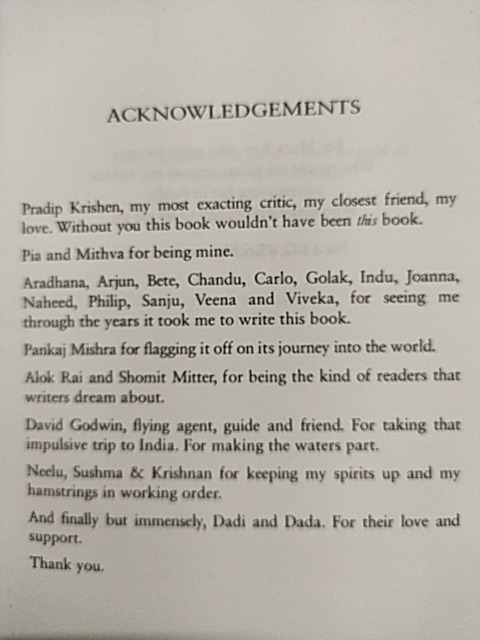 ACKNOWLEDGEMENTS
Pradip Krishen, my most exacting critic, my closest friend, my
love. Without you this book wouldn't have been this book.
Pia and Mithva for being mine.
Aradhana, Arjun, Bete, Chandu, Carlo, Golak, Indu, Joanna,
Naheed, Philip, Sanju, Veena and Viveka, for seeing me
through the years it took me to write this book.
Pankaj Mishra for flagging it off on its journey into the world.
Alok Rai and Shomit Mitter, for being the kind of readers that
writers dream about.
David Godwin, flying agent, guide and friend. For taking that
impulsive trip to India. For making the waters part.
Neelu, Sushma & Krishnan for keeping my spirits up and my
hamstrings in working order.
And finally but immensely, Dadi and Dada. For their love and
support.
Thank you.